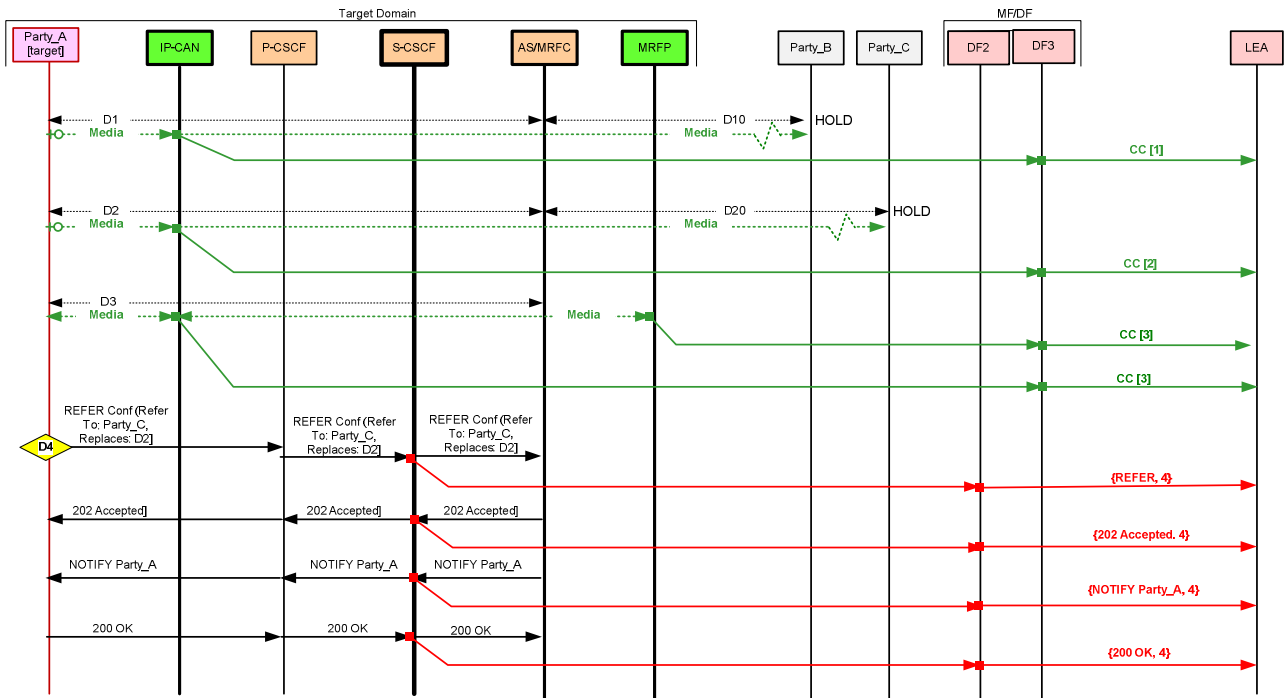 Target Domain
MF/DF
Party_A
[target]
IP-CAN
P-CSCF
S-CSCF
AS/MRFC
MRFP
Party_B
Party_C
DF2
DF3
LEA
D1
D10
HOLD
Media
Media
CC [1]
D2
D20
HOLD
Media
Media
CC [2]
D3
Media
Media
CC [3]
CC [3]
REFER Conf (Refer
To: Party_C,
Replaces: D2]
REFER Conf (Refer
To: Party_C,
Replaces: D2]
REFER Conf (Refer
To: Party_C,
Replaces: D2]
D4
{REFER, 4}
202 Accepted]
202 Accepted]
202 Accepted]
{202 Accepted. 4}
NOTIFY Party_A
NOTIFY Party_A
NOTIFY Party_A
{NOTIFY Party_A, 4}
200 OK
200 OK
200 OK
{200 OK, 4}